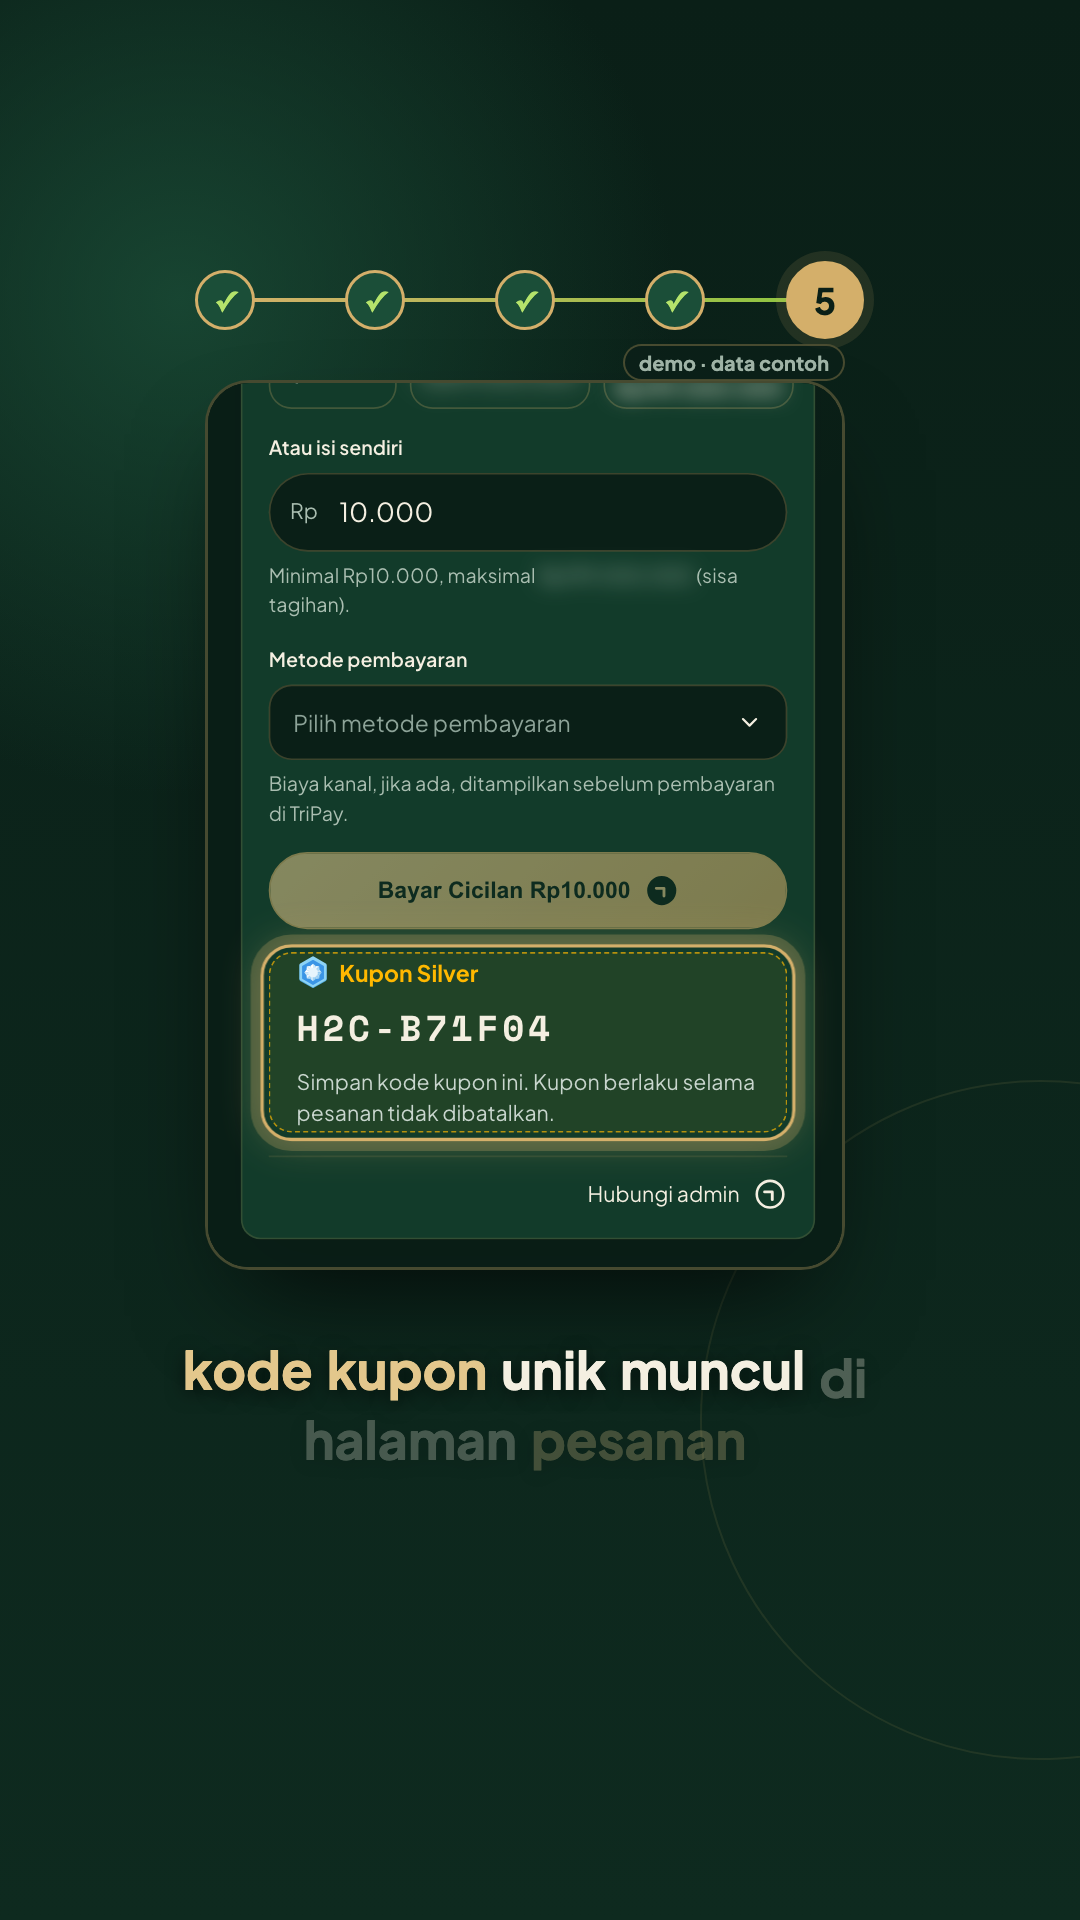 5
demo · data contoh
Atau isi sendiri
Rp 10.000
Minimal Rp10.000, maksimal (sisa
tagihan).
Metode pembayaran
Pilih metode pembayaran
Biaya kanal, jika ada, ditampilkan sebelum pembayaran
di TriPay.
Bayar Cicilan Rp10.000
Kupon Silver
H2C-B71F04
Simpan kode kupon ini. Kupon berlaku selama
pesanan tidak dibatalkan.
Hubungi admin
kode kupon unik muncul di
halaman pesanan